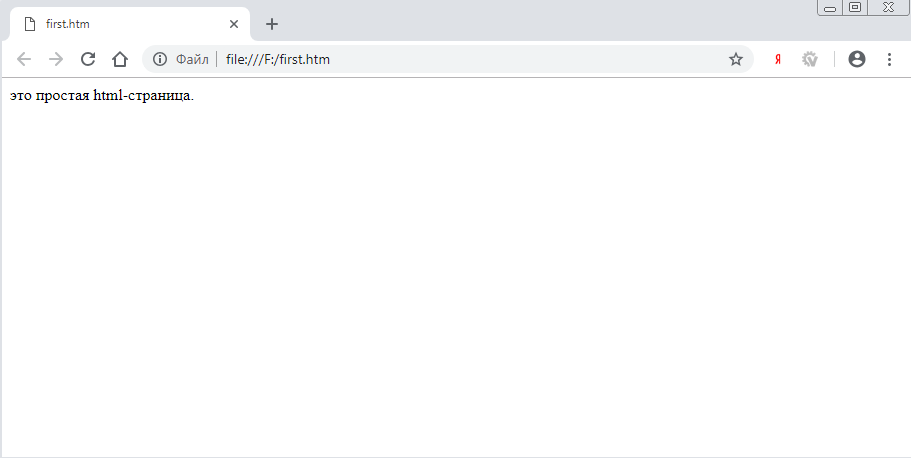 first.htm
Файл file:///F:/first.htm Я
это простая html-страница.